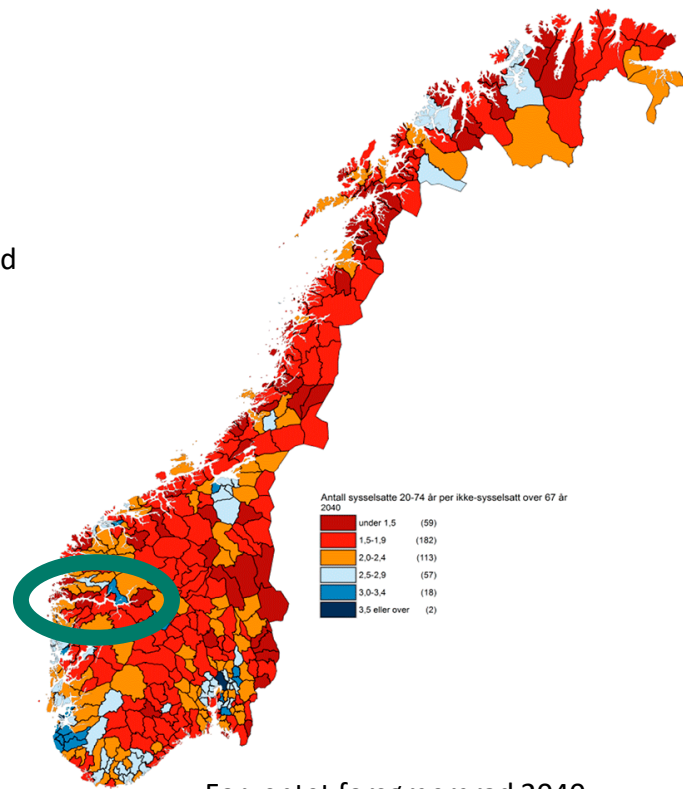 d
Antall sysselsatte 20-74 år per ikke-sysselsatt over 67 år
2040
under 1,5 (59)
1,5-1,9 (182)
2,0-2,4 (113)
2,5-2,9 (57)
3,0-3,4 (18)
3,5 eller over (2)
2040